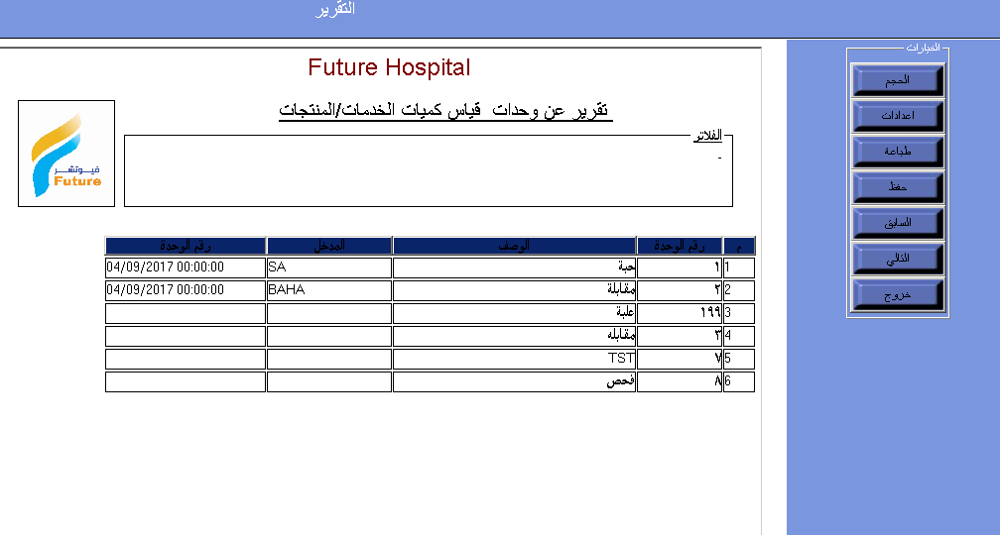 التقرير
Future Hospital
تقرير عن وحدات قياس كميات الخدمات/المنتجات
فيـوتشـر
Future
الفلاتر
-
م رقم الوحدة الوصف المدخل رقم الوحدة
1 ١ حبة SA 04/09/2017 00:00:00
2 ٢ مقابلة BAHA 04/09/2017 00:00:00
3 ١٩٩ علبة
4 ٣ مقابله
5 ٧ TST
6 ٨ فحص
الخيارات
الحجم
اعدادات
طباعة
حفظ
السابق
التالي
خروج